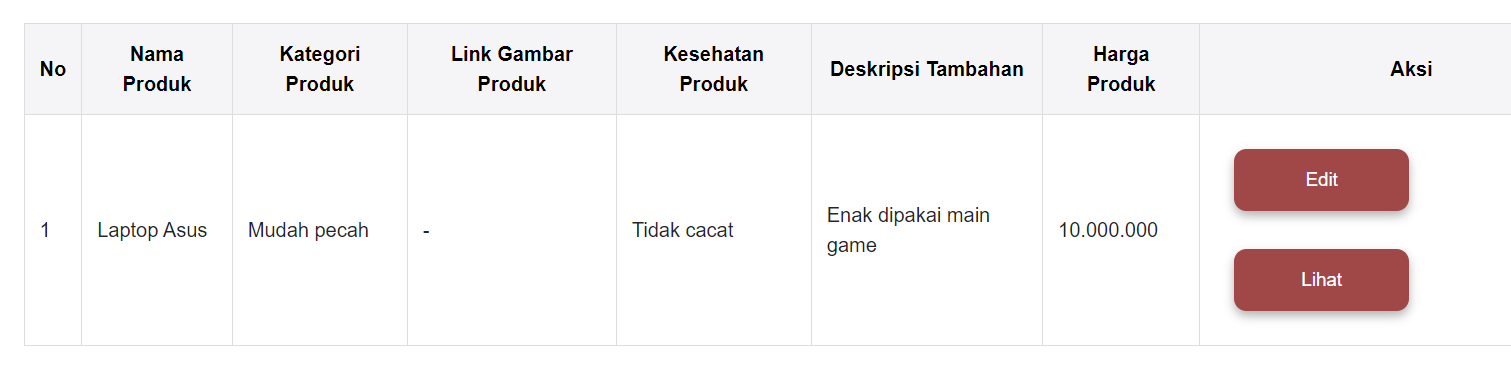 No
Nama
Produk
Kategori
Produk
Link Gambar
Produk
Kesehatan
Produk
Deskripsi Tambahan
Harga
Produk
Aksi
1
Laptop Asus
Mudah pecah
-
Tidak cacat
Enak dipakai main
game
10.000.000
Edit
Lihat